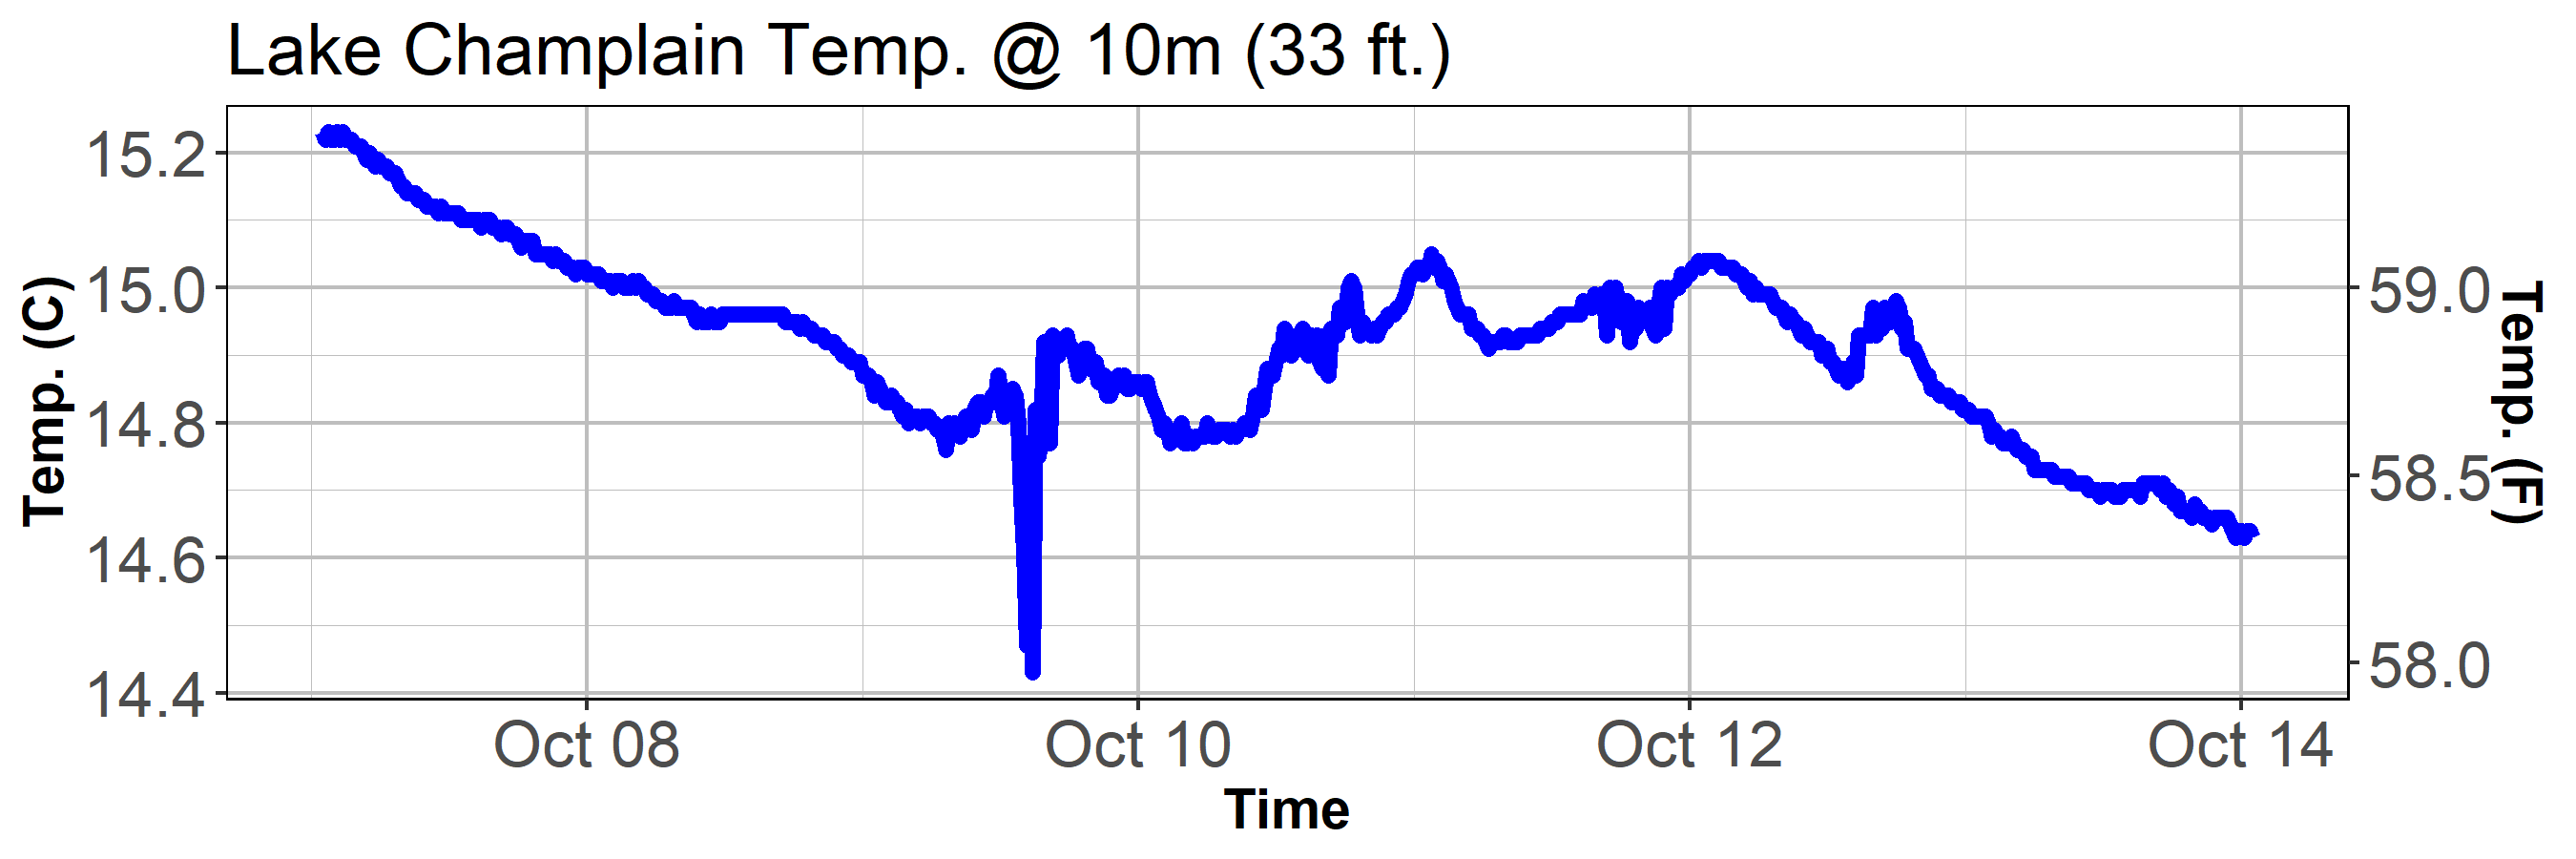 Lake Champlain Temp. @ 10m (33 ft.)
Temp. (C)
15.2
15.0
14.8
14.6
14.4
59.0
58.5
58.0
Temp. (F)
Oct 08 Oct 10 Oct 12 Oct 14
Time